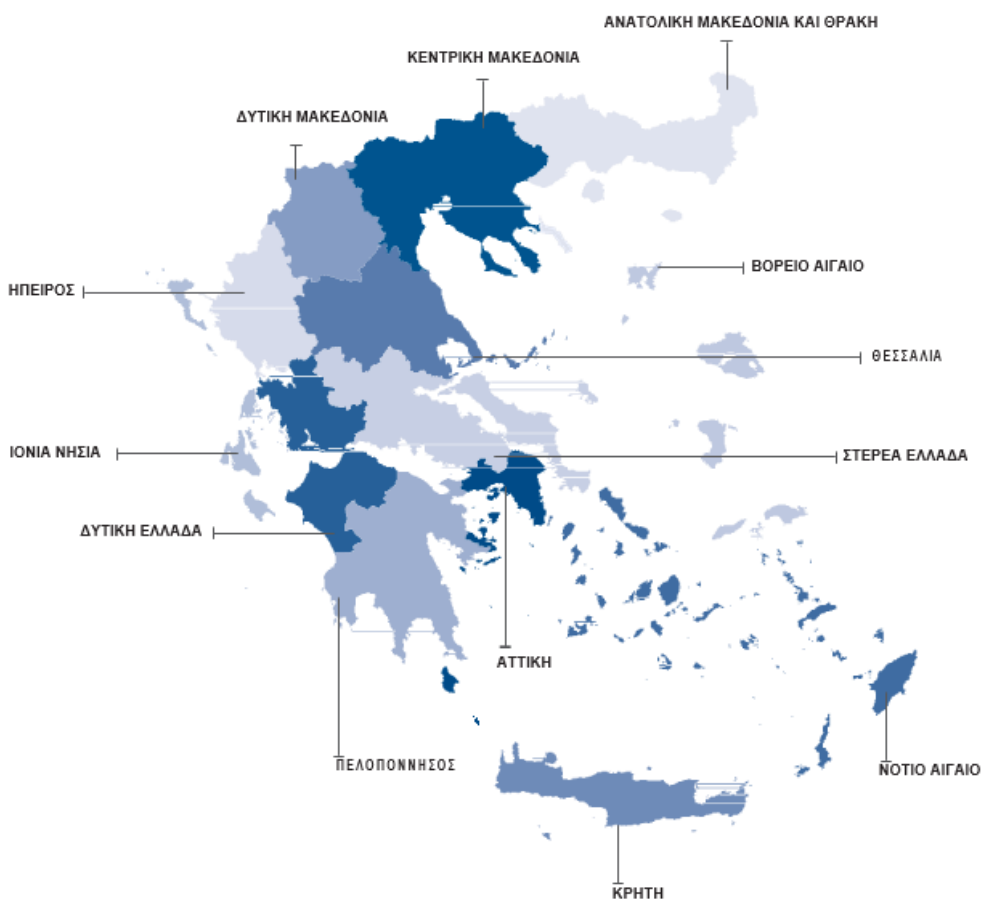 ΑΝΑΤΟΛΙΚΗ ΜΑΚΕΔΟΝΙΑ ΚΑΙ ΘΡΑΚΗ
ΚΕΝΤΡΙΚΗ ΜΑΚΕΔΟΝΙΑ
ΔΥΤΙΚΗ ΜΑΚΕΔΟΝΙΑ
ΒΟΡΕΙΟ ΑΙΓΑΙΟ
ΗΠΕΙΡΟΣ
ΘΕΣΣΑΛΙΑ
ΙΟΝΙΑ ΝΗΣΙΑ
ΣΤΕΡΕΑ ΕΛΛΑΔΑ
ΔΥΤΙΚΗ ΕΛΛΑΔΑ
ΑΤΤΙΚΗ
ΠΕΛΟΠΟΝΝΗΣΟΣ
ΝΟΤΙΟ ΑΙΓΑΙΟ
ΚΡΗΤΗ